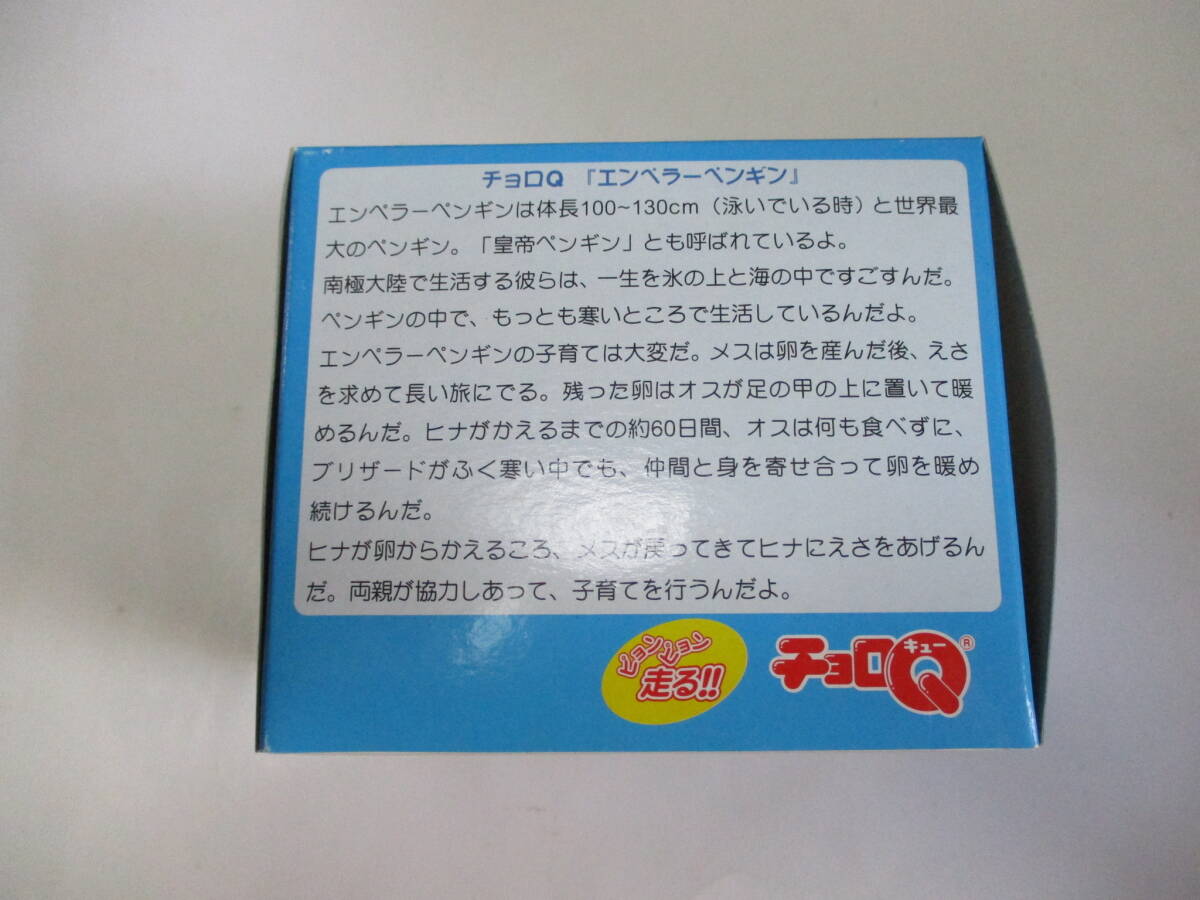 チョロQ 『エンペラーペンギン』
エンペラーペンギンは体長100~130cm（泳いでいる時）と世界最
大のペンギン。「皇帝ペンギン」とも呼ばれているよ。
南極大陸で生活する彼らは、一生を氷の上と海の中ですごすんだ。
ペンギンの中で、もっとも寒いところで生活しているんだよ。
エンペラーペンギンの子育ては大変だ。メスは卵を産んだ後、えさ
を求めて長い旅にでる。残った卵はオスが足の甲の上に置いて暖
めるんだ。ヒナがかえるまでの約60日間、オスは何も食べずに、
ブリザードがふく寒い中でも、仲間と身を寄せ合って卵を暖め
続けるんだ。
ヒナが卵からかえるころ、メスが戻ってきてヒナにえさをあげるん
だ。両親が協力しあって、子育てを行うんだよ。
ピョンピョン
走る!!
チョロQ
キュー
®